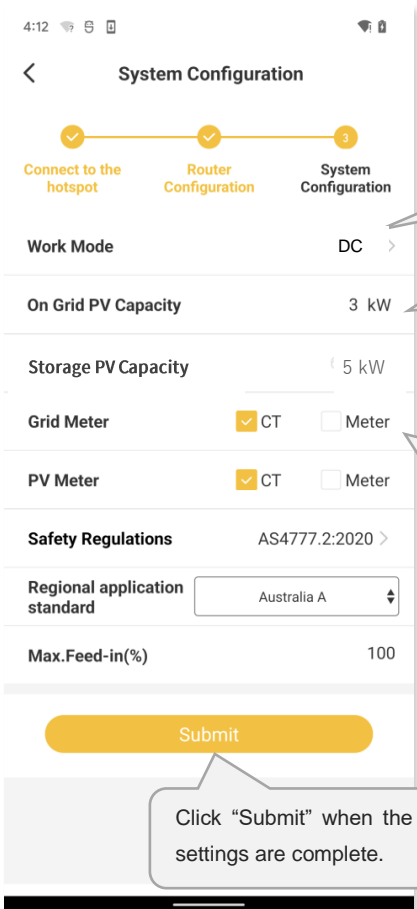 4:12
System Configuration
3
Connect to the hotspot
Router Configuration
System Configuration
Work Mode DC
On Grid PV Capacity 3 kW
Storage PV Capacity 5 kW
Grid Meter CT Meter
PV Meter CT Meter
Safety Regulations AS4777.2:2020
Regional application standard Australia A
Max.Feed-in(%) 100
Submit
Click “Submit” when the
settings are complete.